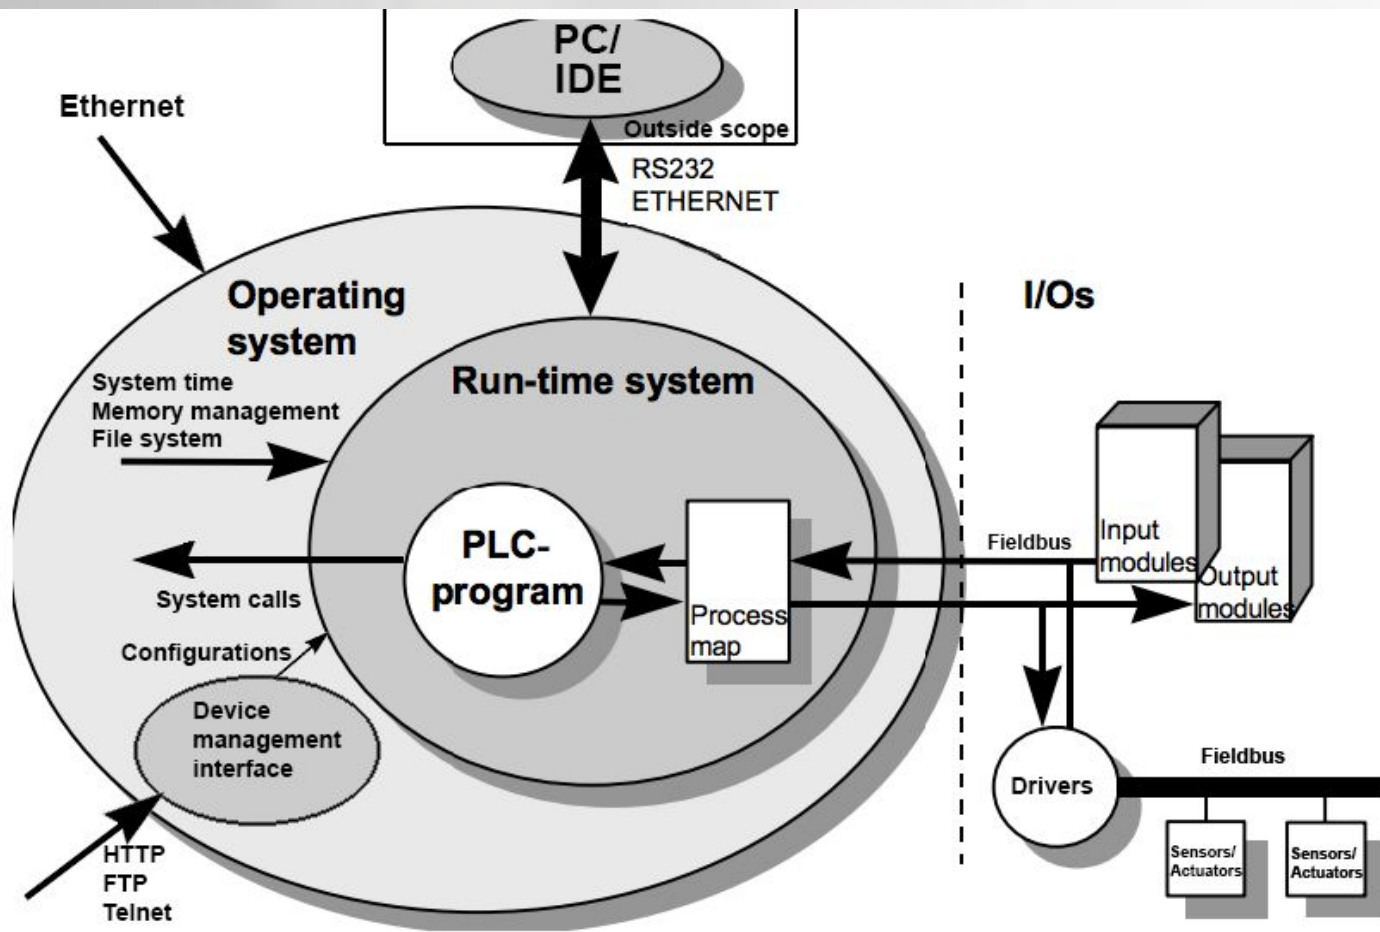 PC/
IDE
Outside scope
Ethernet
RS232
ETHERNET
Operating
system
I/Os
System time
Memory management
File system
Run-time system
PLC-
program
Process
map
Fieldbus
Input
modules
Output
modules
System calls
Configurations
Device
management
interface
HTTP
FTP
Telnet
Drivers
Fieldbus
Sensors/
Actuators
Sensors/
Actuators